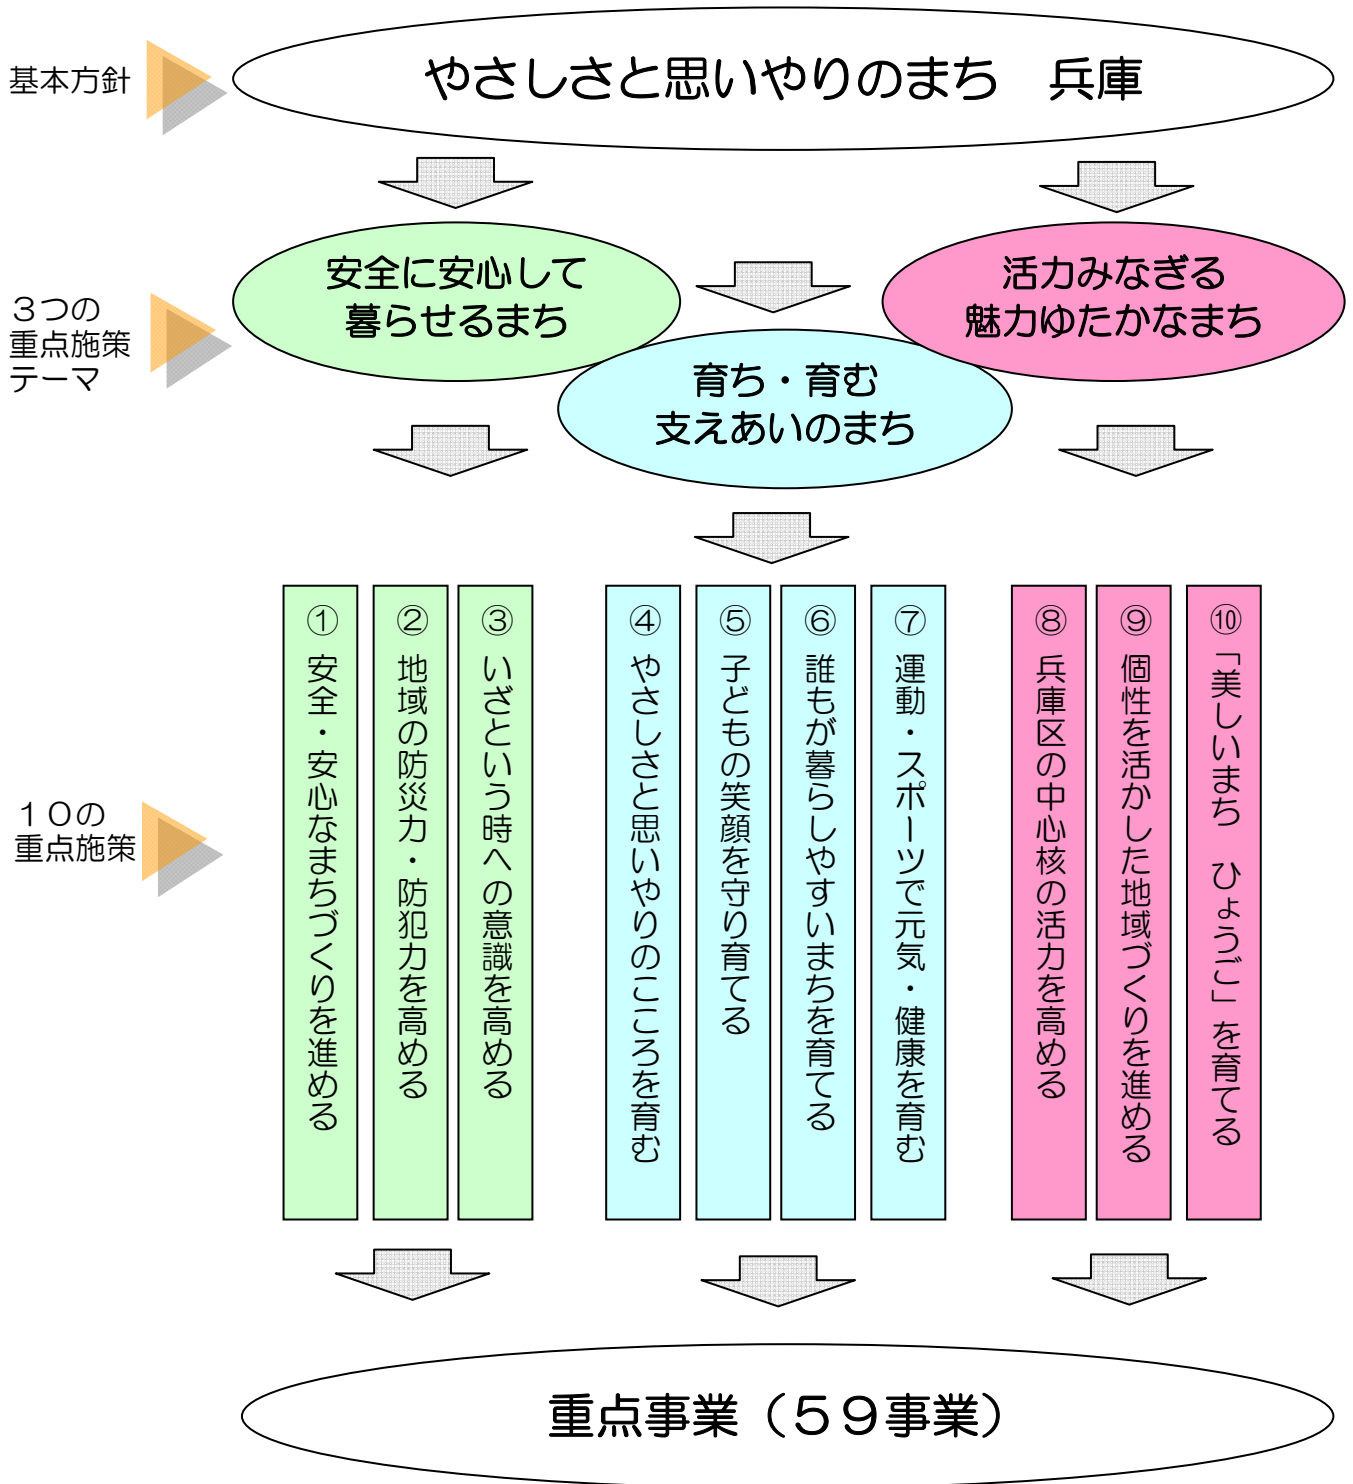 基本方針
やさしさと思いやりのまち　兵庫
3つの
重点施策
テーマ
安全に安心して
暮らせるまち
育ち・育む
支えあいのまち
活力みなぎる
魅力ゆたかなまち
１０の
重点施策
① 安全・安心なまちづくりを進める
② 地域の防災力・防犯力を高める
③ いざという時への意識を高める
④ やさしさと思いやりのこころを育む
⑤ 子どもの笑顔を守り育てる
⑥ 誰もが暮らしやすいまちを育てる
⑦ 運動・スポーツで元気・健康を育む
⑧ 兵庫区の中心核の活力を高める
⑨ 個性を活かした地域づくりを進める
⑩ 「美しいまち　ひょうご」を育てる
重点事業（５９事業）